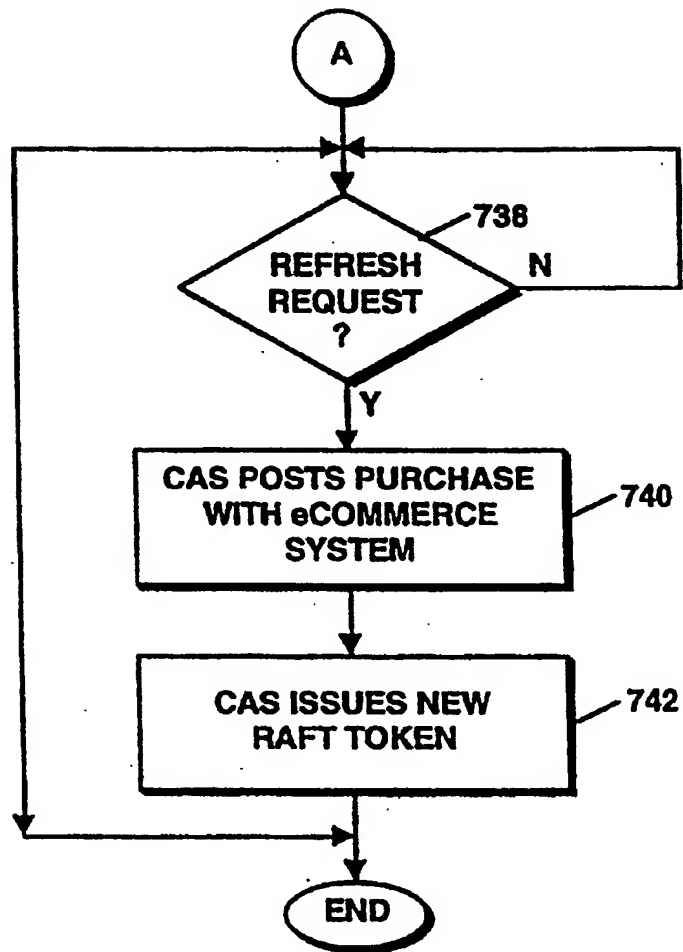 A
738
REFRESH
REQUEST
?
N
Y
CAS POSTS PURCHASE
WITH eCOMMERCE
SYSTEM
740
CAS ISSUES NEW
RAFT TOKEN
742
END